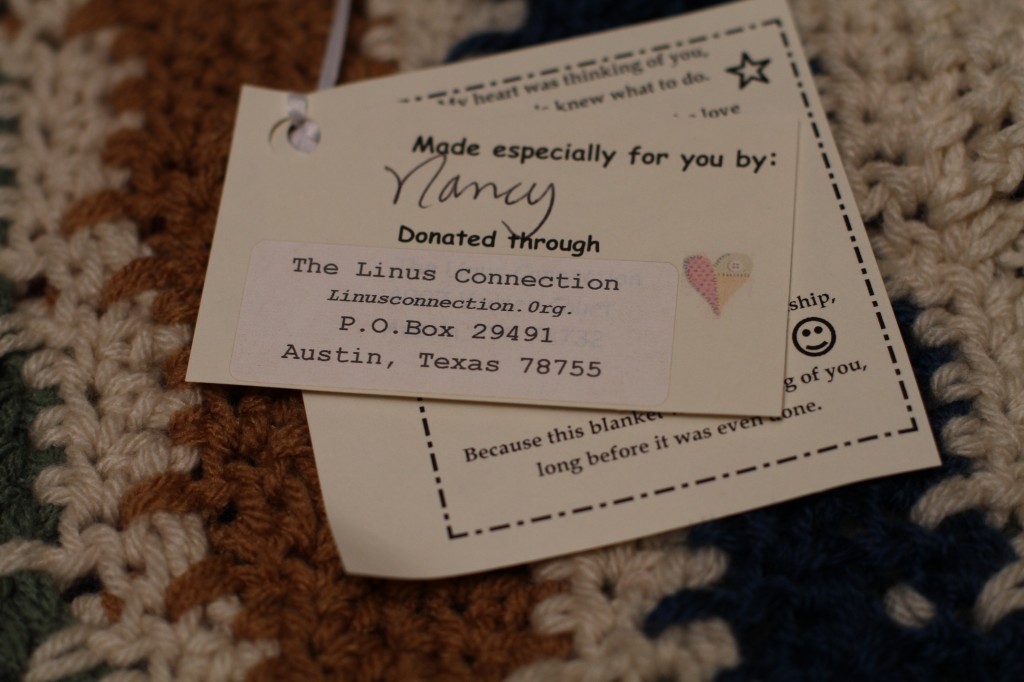 My heart was thinking of you,
knew what to do.
love
Made especially for you by:
Nancy
Donated through
The Linus Connection
Linusconnection.0rg.
P.O.Box 29491
Austin, Texas 78755
ship,
g of you,
Because this blanket
long before it was even done.